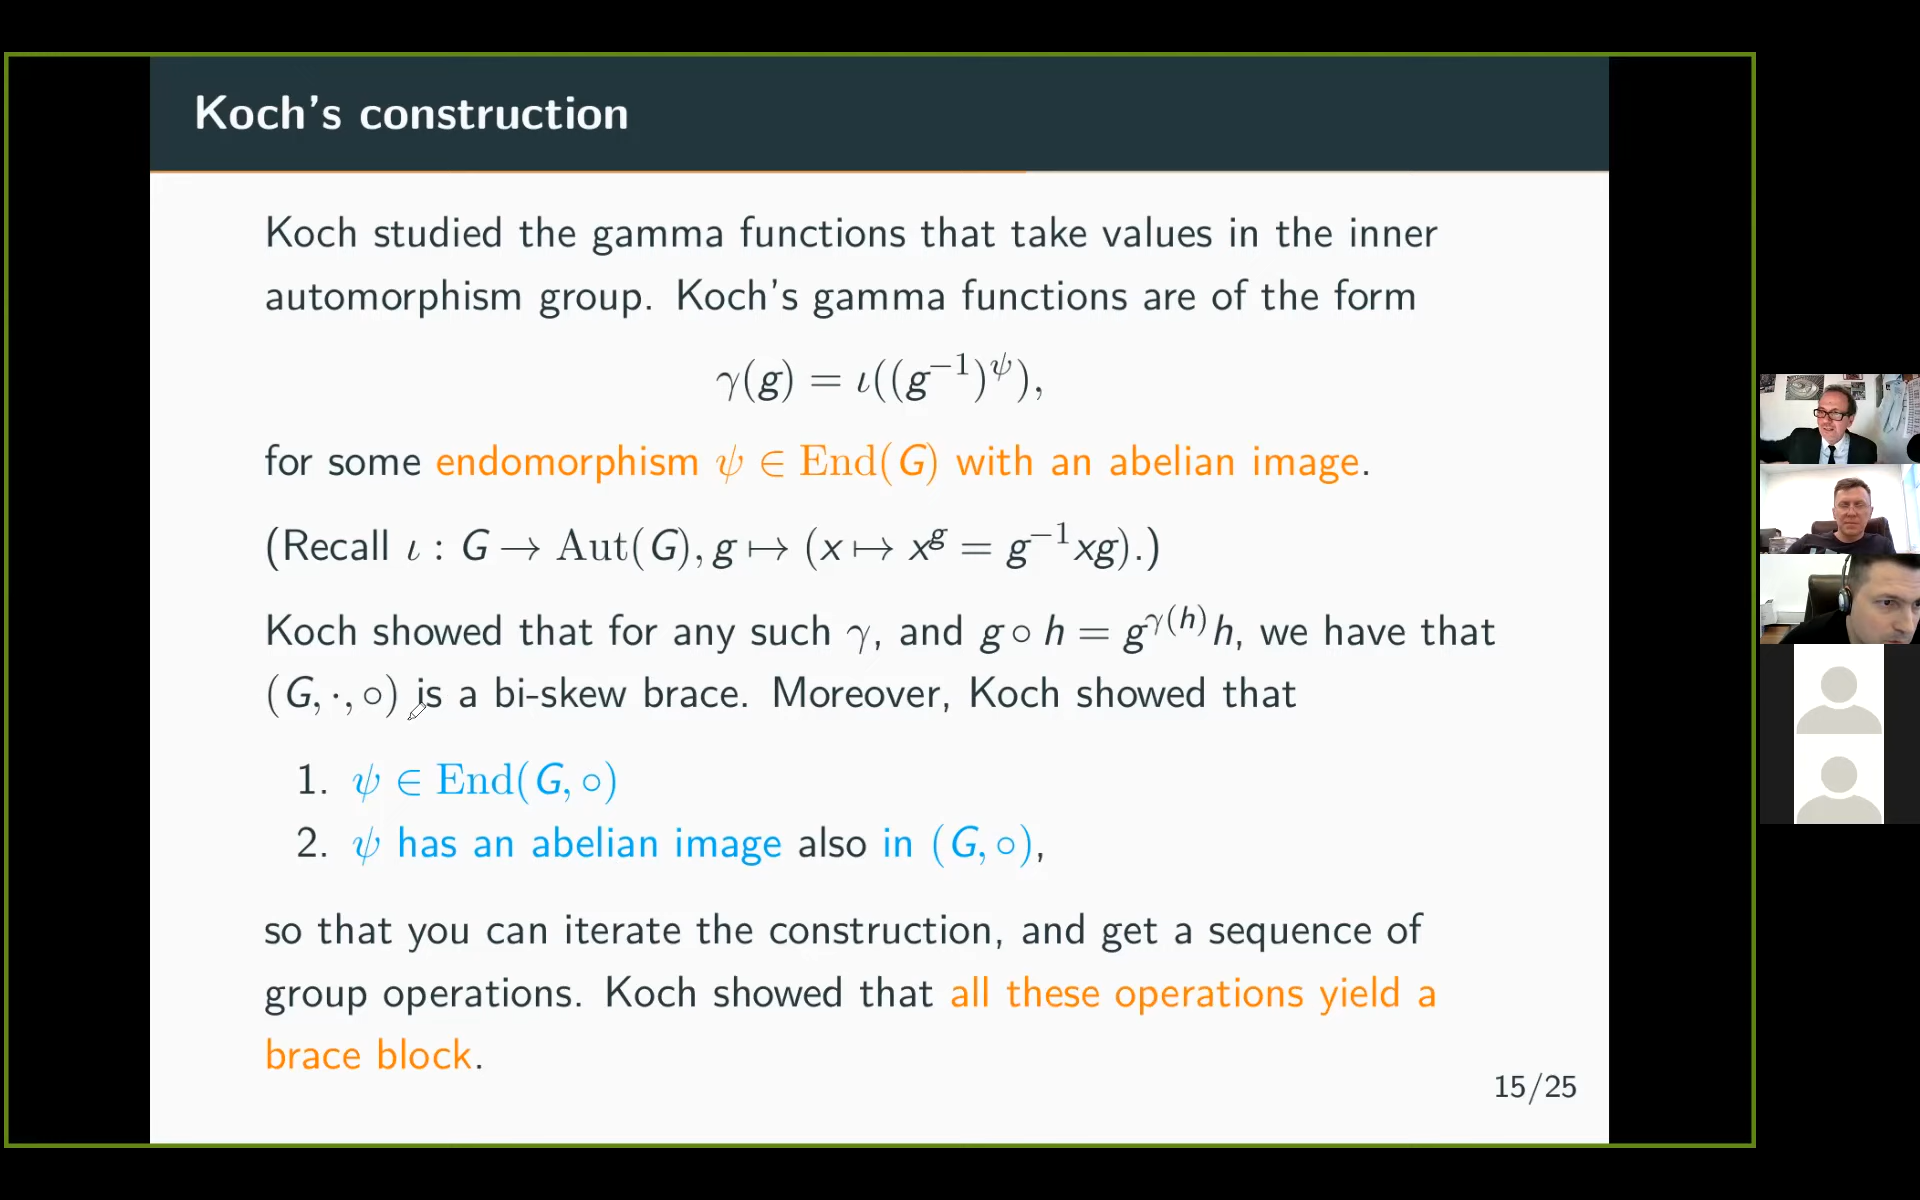 Koch's construction
Koch studied the gamma functions that take values in the inner
automorphism group. Koch's gamma functions are of the form
γ(g) = ι((g⁻¹)^ψ),
for some endomorphism ψ ∈ End(G) with an abelian image.
(Recall ι : G → Aut(G), g ↦ (x ↦ x^g = g⁻¹xg).)
Koch showed that for any such γ, and g ∘ h = g^γ(h) h, we have that
(G, ·, ∘) is a bi-skew brace. Moreover, Koch showed that
1. ψ ∈ End(G, ∘)
2. ψ has an abelian image also in (G, ∘),
so that you can iterate the construction, and get a sequence of
group operations. Koch showed that all these operations yield a
brace block.
15/25